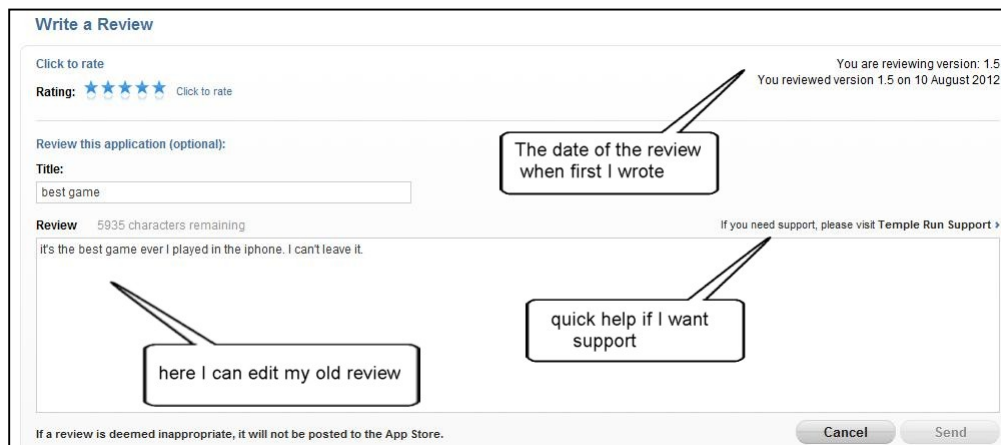 Write a Review
Click to rate
You are reviewing version: 1.5
Rating: Click to rate
You reviewed version 1.5 on 10 August 2012
Review this application (optional):
The date of the review
when first I wrote
Title:
best game
Review 5935 characters remaining
If you need support, please visit Temple Run Support
it's the best game ever I played in the iphone. I can't leave it.
quick help if I want
support
here I can edit my old review
If a review is deemed inappropriate, it will not be posted to the App Store.
Cancel Send